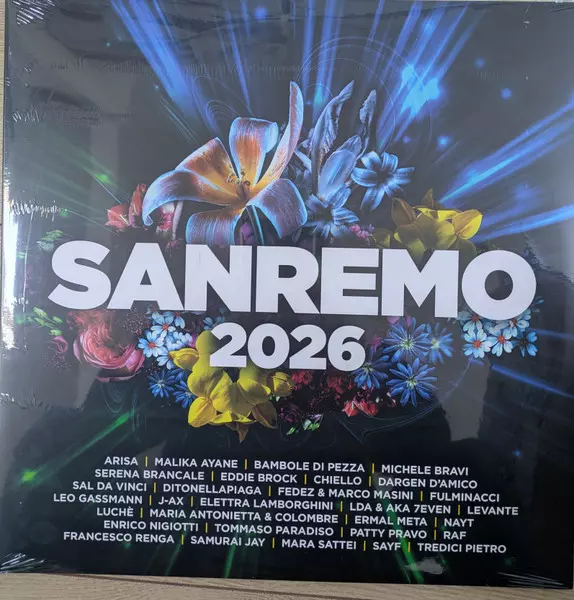 SANREMO
2026
ARISA | MALIKA AYANE | BAMBOLE DI PEZZA | MICHELE BRAVI
SERENA BRANCALE | EDDIE BROCK | CHIELLO | DARGEN D'AMICO
SAL DA VINCI | DITONELLAPIAGA | FEDEZ & MARCO MASINI | FULMINACCI
LEO GASSMANN | J-AX | ELETTRA LAMBORGHINI | LDA & AKA 7EVEN | LEVANTE
LUCHÈ | MARIA ANTONIETTA & COLOMBRE | ERMAL META | NAYT
ENRICO NIGIOTTI | TOMMASO PARADISO | PATTY PRAVO | RAF
FRANCESCO RENGA | SAMURAI JAY | MARA SATTEI | SAYF | TREDICI PIETRO